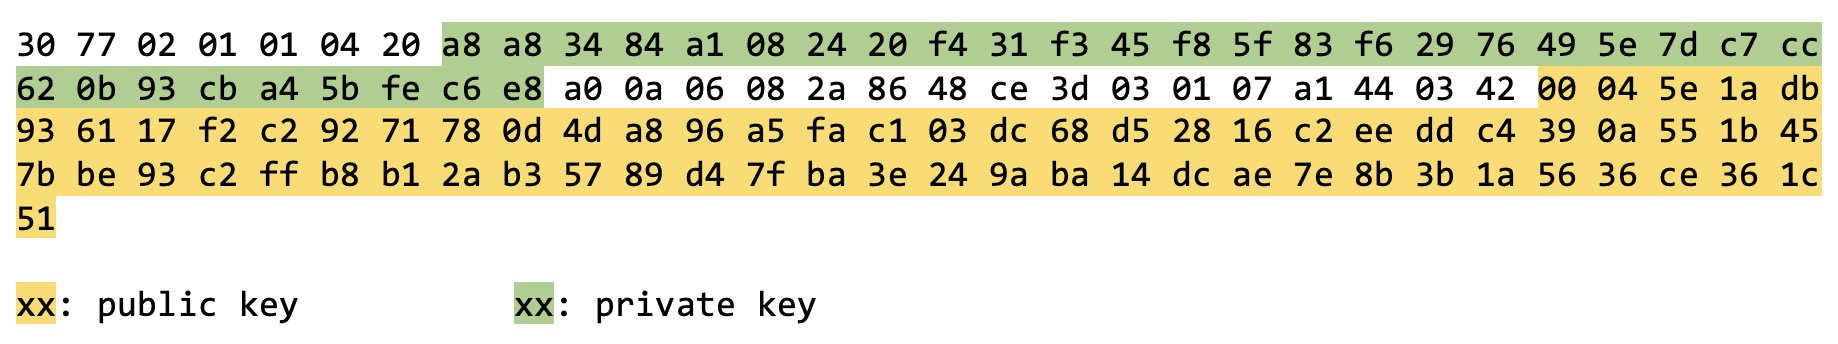 30 77 02 01 01 04 20 a8 a8 34 84 a1 08 24 20 f4 31 f3 45 f8 5f 83 f6 29 76 49 5e 7d c7 cc
62 0b 93 cb a4 5b fe c6 e8 a0 0a 06 08 2a 86 48 ce 3d 03 01 07 a1 44 03 42 00 04 5e 1a db
93 61 17 f2 c2 92 71 78 0d 4d a8 96 a5 fa c1 03 dc 68 d5 28 16 c2 ee dd c4 39 0a 55 1b 45
7b be 93 c2 ff b8 b1 2a b3 57 89 d4 7f ba 3e 24 9a ba 14 dc ae 7e 8b 3b 1a 56 36 ce 36 1c
51
xx: public key xx: private key